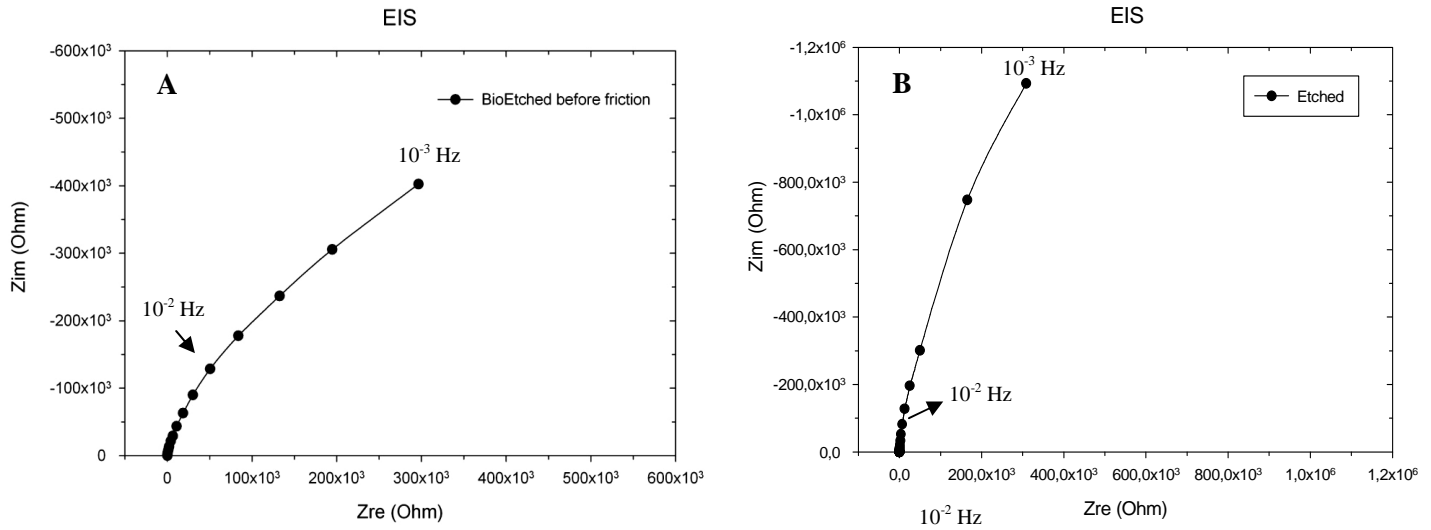 EIS
-600x10³
-500x10³
-400x10³
-300x10³
-200x10³
-100x10³
0
Zim (Ohm)
A
BioEtched before friction
10⁻³ Hz
10⁻² Hz
0 100x10³ 200x10³ 300x10³ 400x10³ 500x10³ 600x10³
Zre (Ohm)
EIS
-1,2x10⁶
-1,0x10⁶
-800,0x10³
-600,0x10³
-400,0x10³
-200,0x10³
0,0
Zim (Ohm)
B
10⁻³ Hz
Etched
10⁻² Hz
0,0 200,0x10³ 400,0x10³ 600,0x10³ 800,0x10³ 1,0x10⁶ 1,2x10⁶
Zre (Ohm)
10⁻² Hz